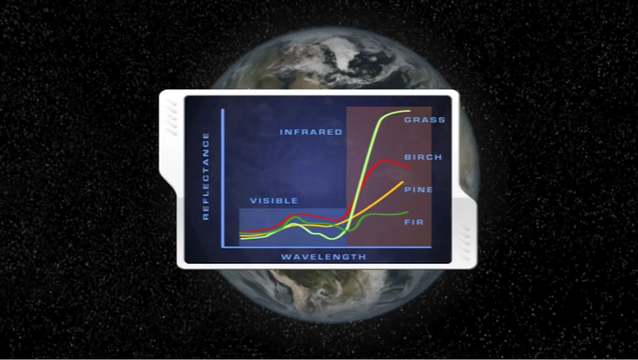 GRASS
INFRARED
BIRCH
PINE
VISIBLE
FIR
REFLECTANCE
WAVELENGTH